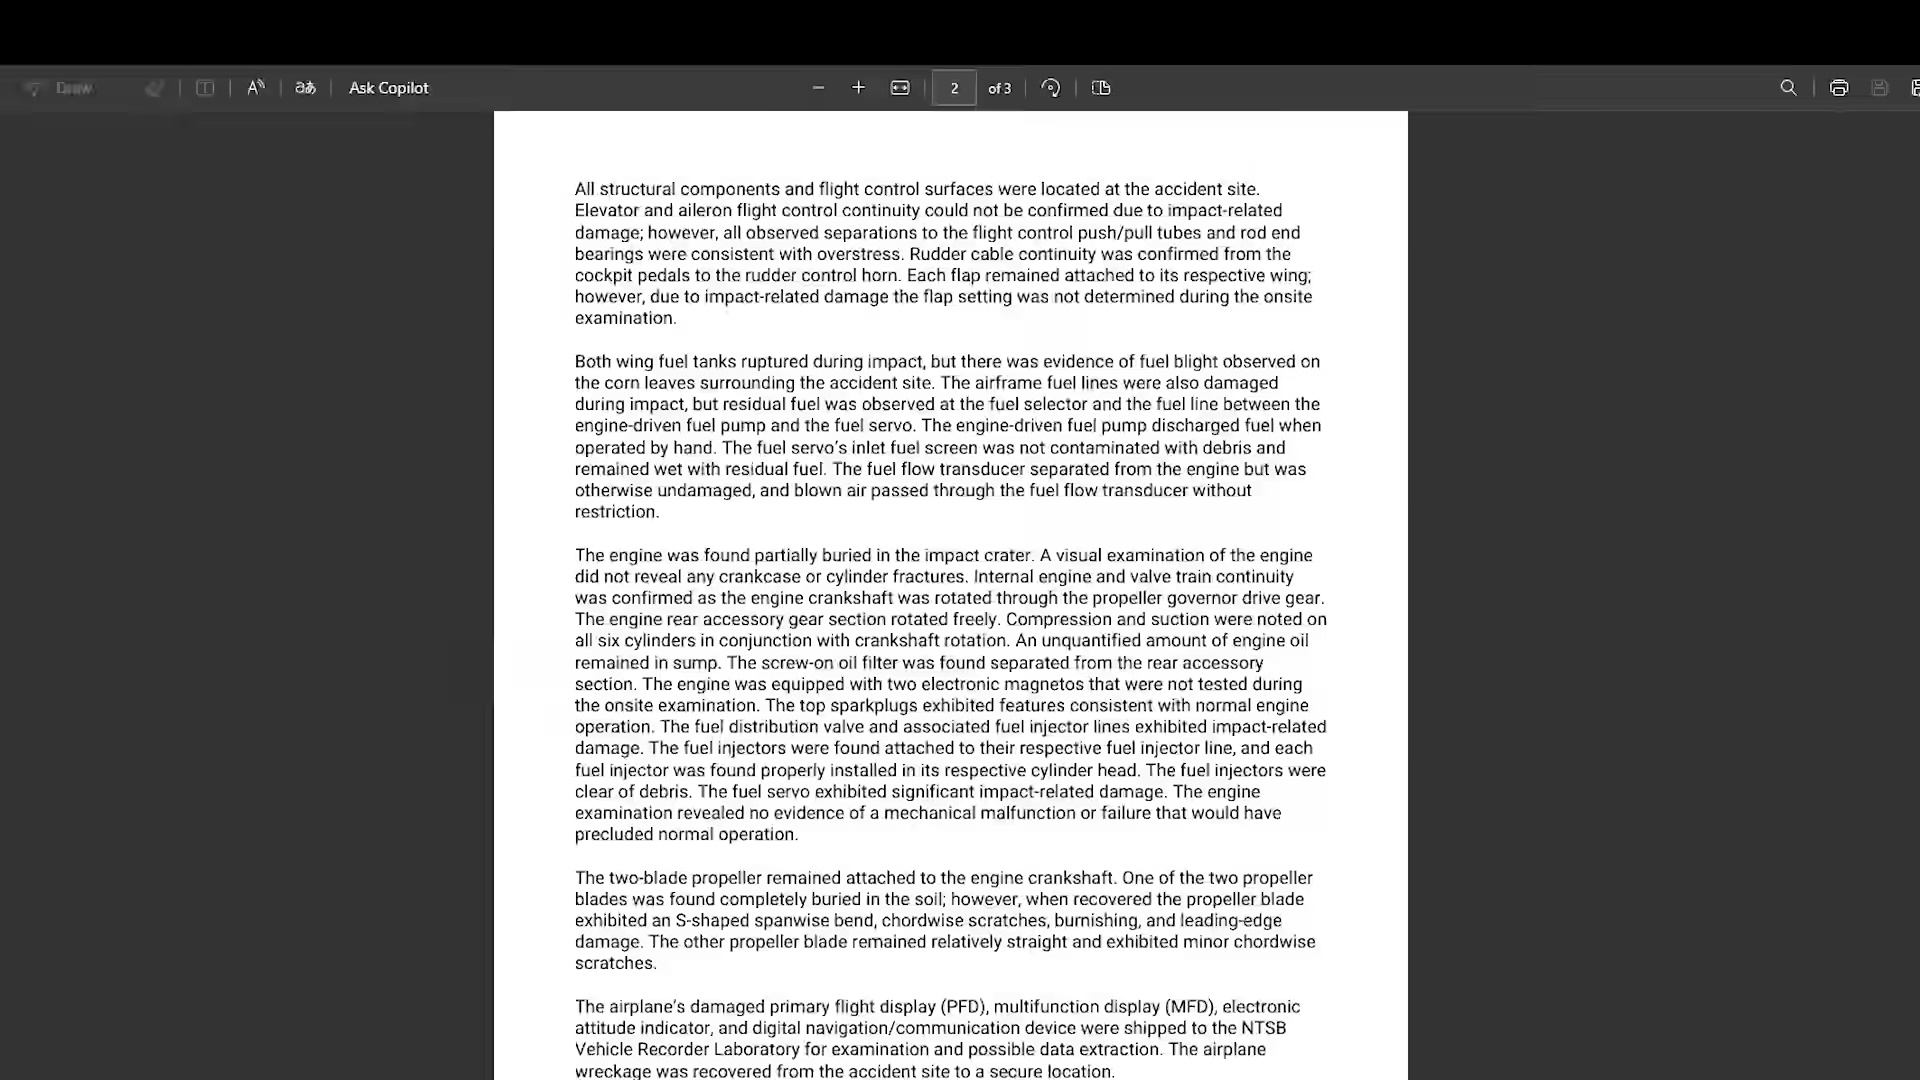 Draw
Ask Copilot
2
of 3
All structural components and flight control surfaces were located at the accident site.
Elevator and aileron flight control continuity could not be confirmed due to impact-related
damage; however, all observed separations to the flight control push/pull tubes and rod end
bearings were consistent with overstress. Rudder cable continuity was confirmed from the
cockpit pedals to the rudder control horn. Each flap remained attached to its respective wing;
however, due to impact-related damage the flap setting was not determined during the onsite
examination.
Both wing fuel tanks ruptured during impact, but there was evidence of fuel blight observed on
the corn leaves surrounding the accident site. The airframe fuel lines were also damaged
during impact, but residual fuel was observed at the fuel selector and the fuel line between the
engine-driven fuel pump and the fuel servo. The engine-driven fuel pump discharged fuel when
operated by hand. The fuel servo's inlet fuel screen was not contaminated with debris and
remained wet with residual fuel. The fuel flow transducer separated from the engine but was
otherwise undamaged, and blown air passed through the fuel flow transducer without
restriction.
The engine was found partially buried in the impact crater. A visual examination of the engine
did not reveal any crankcase or cylinder fractures. Internal engine and valve train continuity
was confirmed as the engine crankshaft was rotated through the propeller governor drive gear.
The engine rear accessory gear section rotated freely. Compression and suction were noted on
all six cylinders in conjunction with crankshaft rotation. An unquantified amount of engine oil
remained in sump. The screw-on oil filter was found separated from the rear accessory
section. The engine was equipped with two electronic magnetos that were not tested during
the onsite examination. The top sparkplugs exhibited features consistent with normal engine
operation. The fuel distribution valve and associated fuel injector lines exhibited impact-related
damage. The fuel injectors were found attached to their respective fuel injector line, and each
fuel injector was found properly installed in its respective cylinder head. The fuel injectors were
clear of debris. The fuel servo exhibited significant impact-related damage. The engine
examination revealed no evidence of a mechanical malfunction or failure that would have
precluded normal operation.
The two-blade propeller remained attached to the engine crankshaft. One of the two propeller
blades was found completely buried in the soil; however, when recovered the propeller blade
exhibited an S-shaped spanwise bend, chordwise scratches, burnishing, and leading-edge
damage. The other propeller blade remained relatively straight and exhibited minor chordwise
scratches.
The airplane's damaged primary flight display (PFD), multifunction display (MFD), electronic
attitude indicator, and digital navigation/communication device were shipped to the NTSB
Vehicle Recorder Laboratory for examination and possible data extraction. The airplane
wreckage was recovered from the accident site to a secure location.